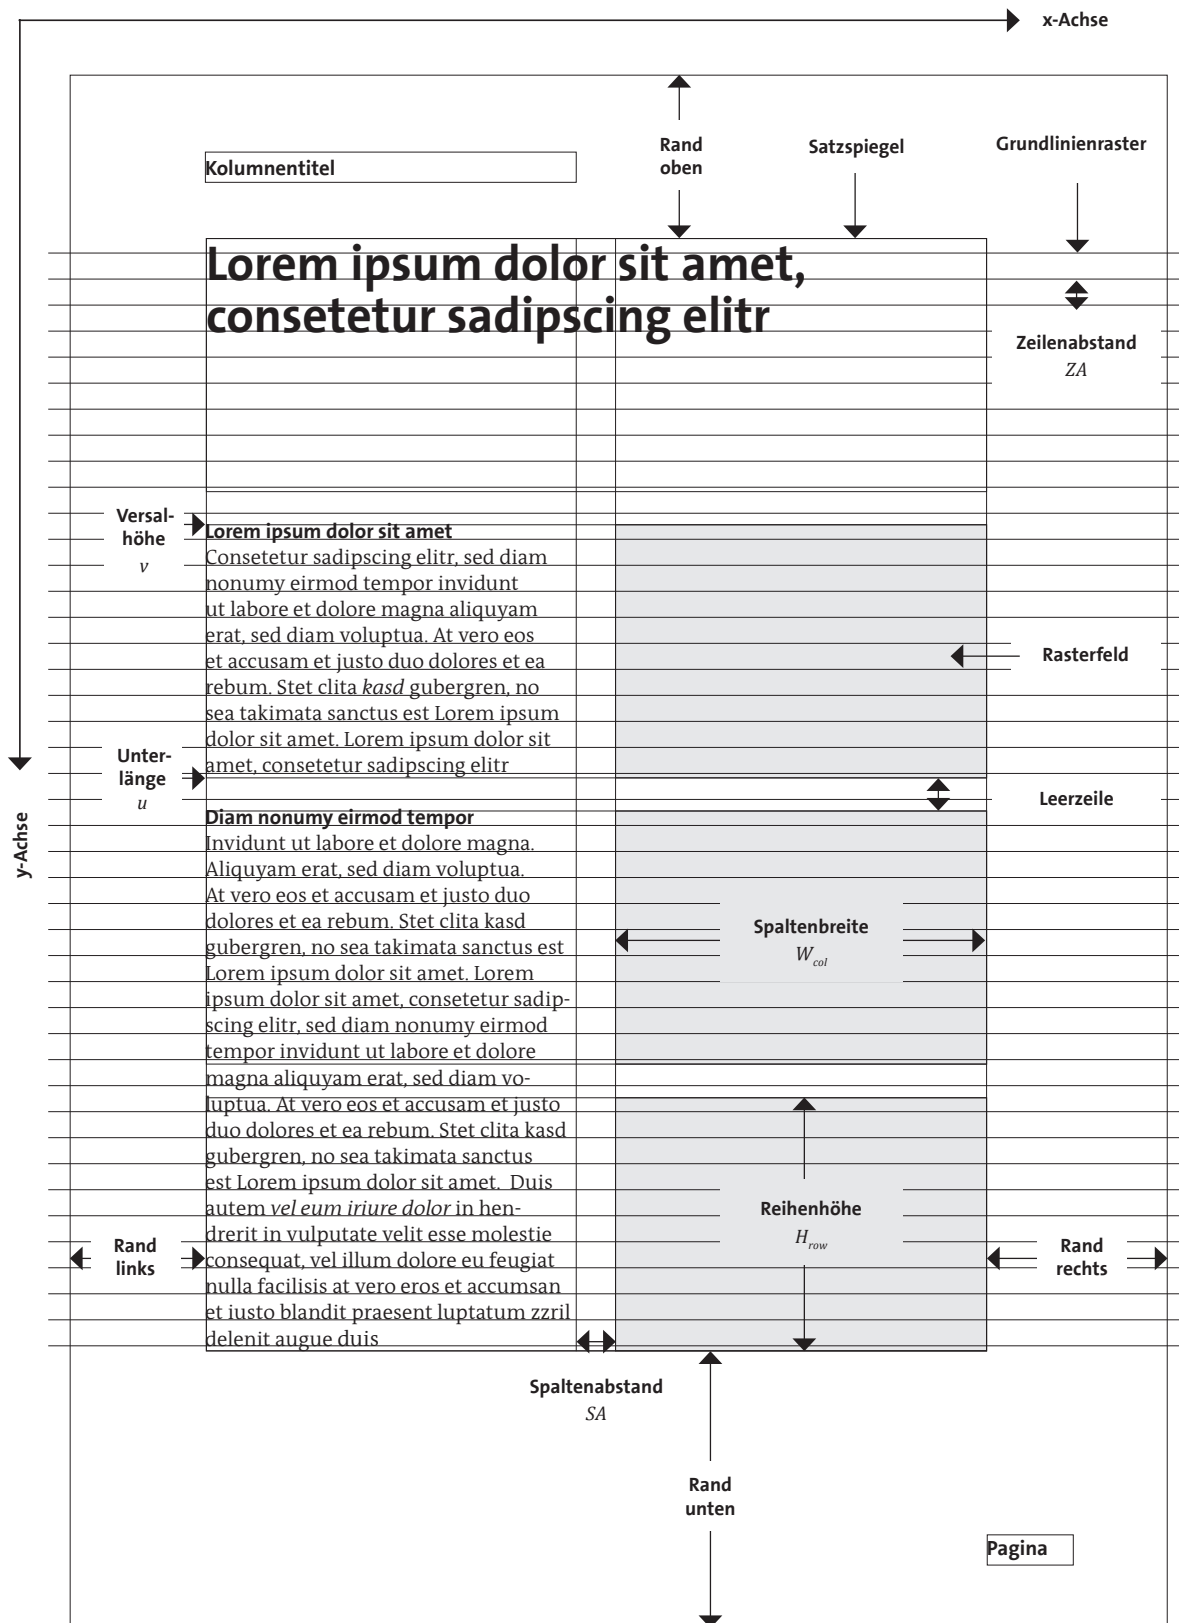 x-Achse
Rand
oben
Satzspiegel
Grundlinienraster
Kolumnentitel
Lorem ipsum dolor sit amet,
consetetur sadipscing elitr
Zeilenabstand
ZA
Versal-
höhe
v
Lorem ipsum dolor sit amet
Consetetur sadipscing elitr, sed diam
nonumy eirmod tempor invidunt
ut labore et dolore magna aliquyam
erat, sed diam voluptua. At vero eos
et accusam et justo duo dolores et ea
rebum. Stet clita kasd gubergren, no
sea takimata sanctus est Lorem ipsum
dolor sit amet. Lorem ipsum dolor sit
amet, consetetur sadipscing elitr
Rasterfeld
Unter-
länge
u
Leerzeile
y-Achse
Diam nonumy eirmod tempor
Invidunt ut labore et dolore magna.
Aliquyam erat, sed diam voluptua.
At vero eos et accusam et justo duo
dolores et ea rebum. Stet clita kasd
gubergren, no sea takimata sanctus est
Lorem ipsum dolor sit amet. Lorem
ipsum dolor sit amet, consetetur sadip-
scing elitr, sed diam nonumy eirmod
tempor invidunt ut labore et dolore
magna aliquyam erat, sed diam vo-
luptua. At vero eos et accusam et justo
duo dolores et ea rebum. Stet clita kasd
gubergren, no sea takimata sanctus
est Lorem ipsum dolor sit amet.  Duis
autem vel eum iriure dolor in hen-
drerit in vulputate velit esse molestie
consequat, vel illum dolore eu feugiat
nulla facilisis at vero eros et accumsan
et iusto blandit praesent luptatum zzril
delenit augue duis
Spaltenbreite
W_col
Reihenhöhe
H_row
Rand
links
Rand
rechts
Spaltenabstand
SA
Rand
unten
Pagina